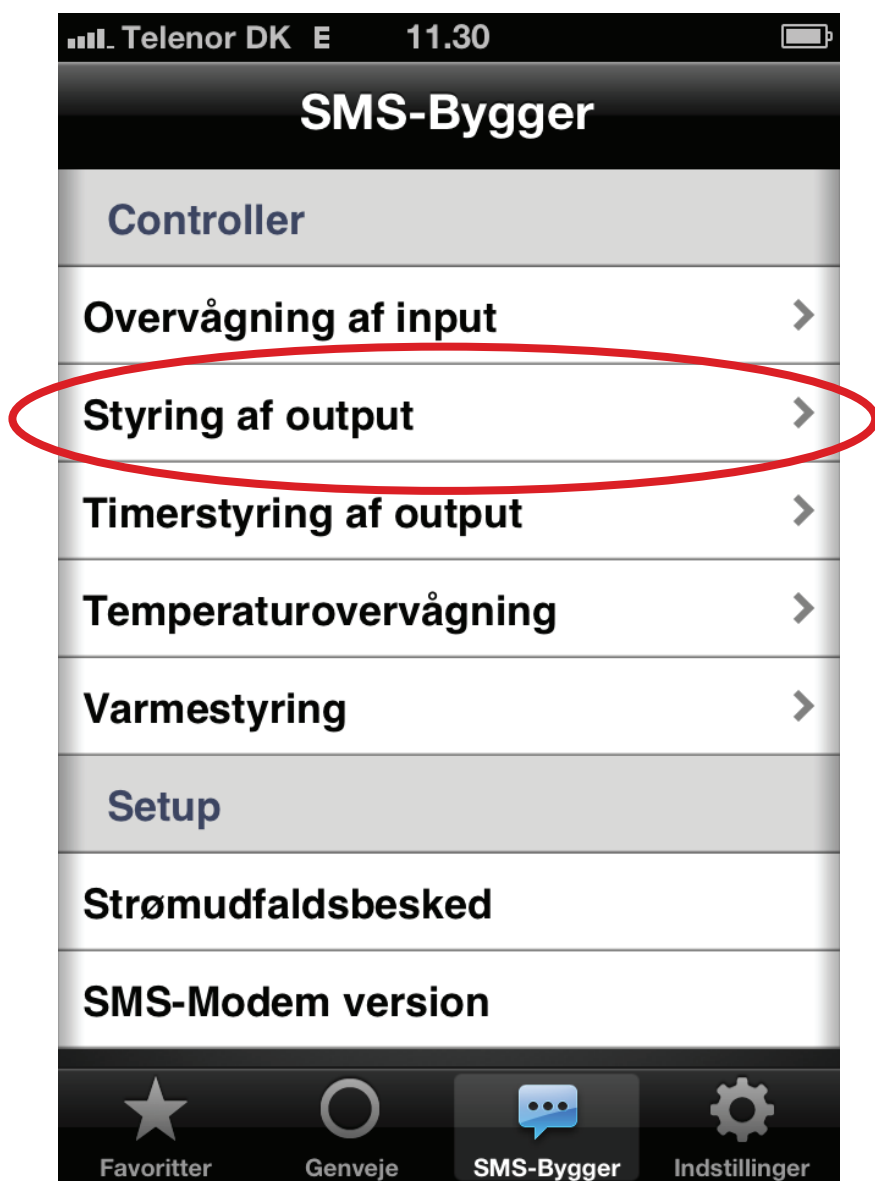 Telenor DK E 11.30
SMS-Bygger
Controller
Overvågning af input
Styring af output
Timerstyring af output
Temperaturovervågning
Varmestyring
Setup
Strømudfaldsbesked
SMS-Modem version
Favoritter Genveje SMS-Bygger Indstillinger